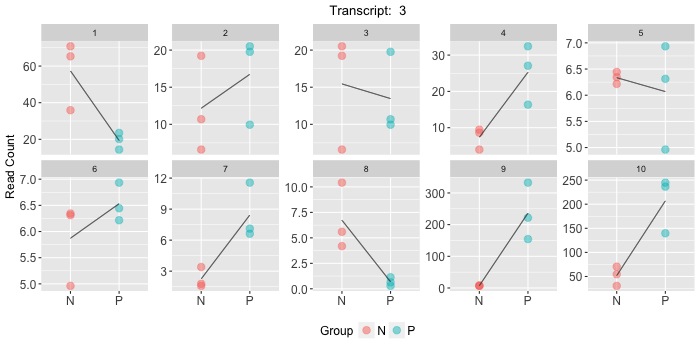 Transcript: 3
1 2 3 4 5
60 40 20
20 15 10
20 15 10
30 20 10
7.0 6.5 6.0 5.5 5.0
Read Count
6 7 8 9 10
7.0 6.5 6.0 5.5 5.0
12 9 6 3
10.0 7.5 5.0 2.5 0.0
300 200 100 0
250 200 150 100 50
N P N P N P N P N P
Group N P